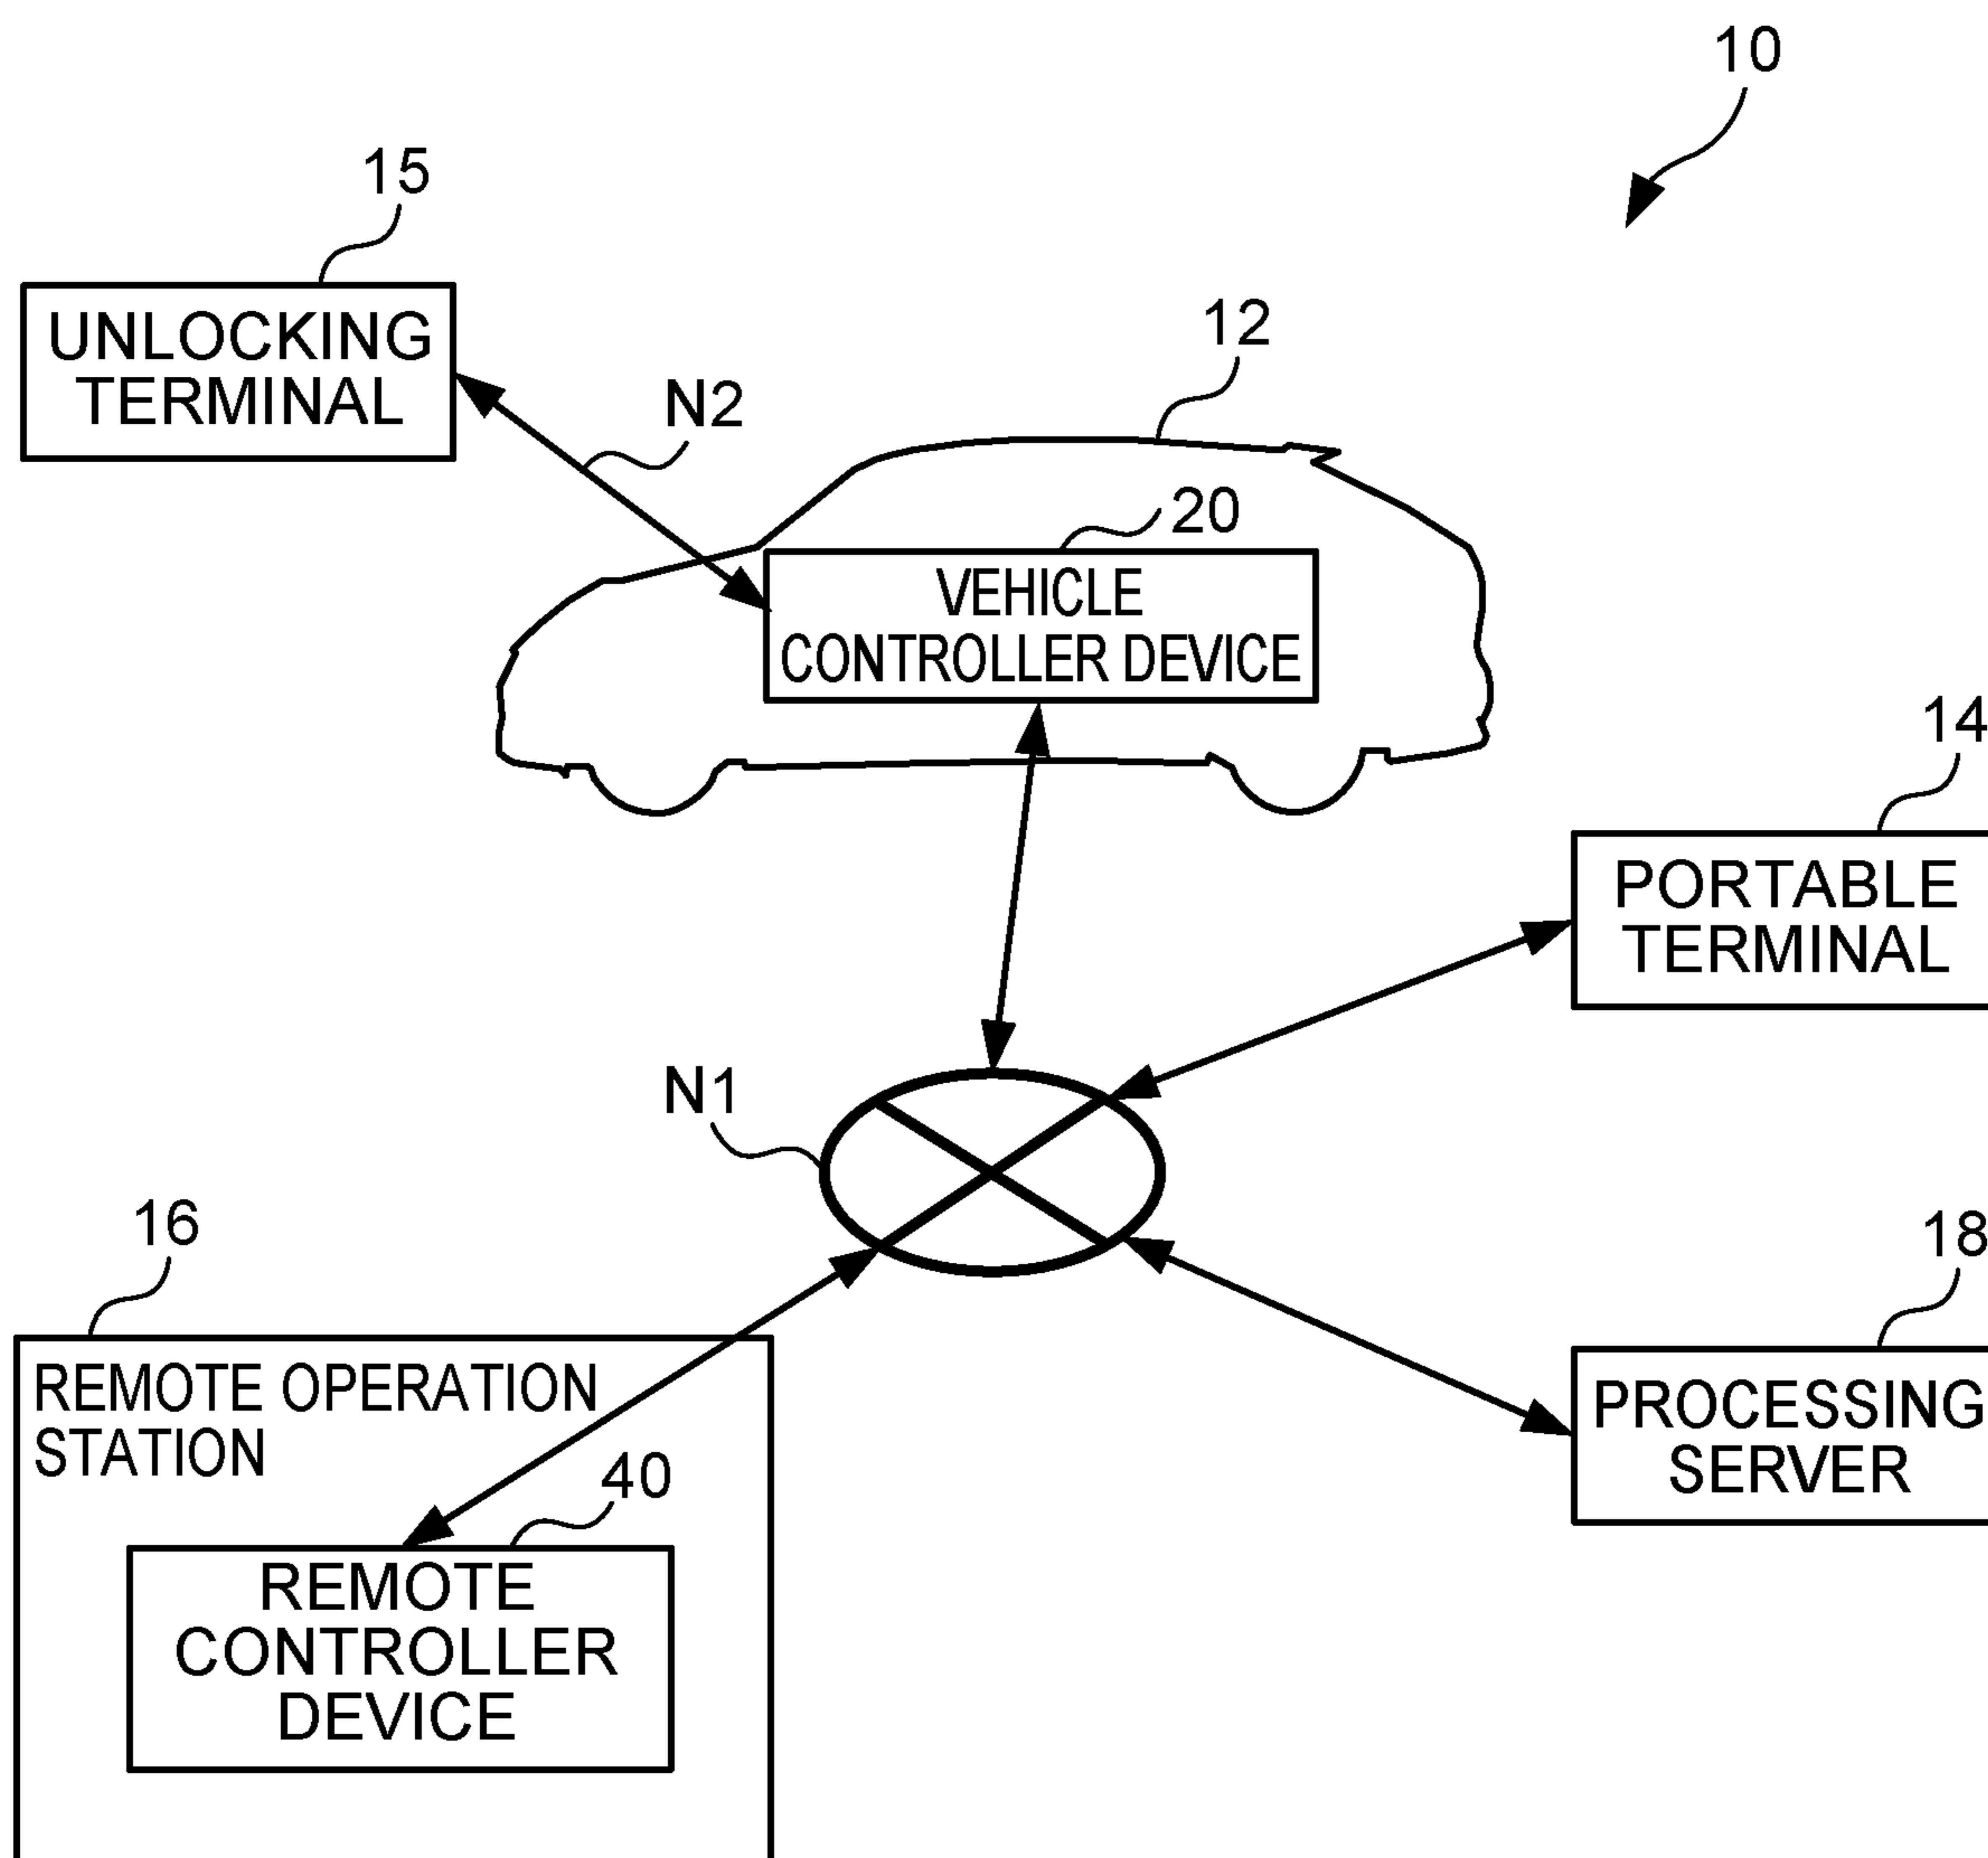 10
15
UNLOCKING
TERMINAL
12
N2
20
VEHICLE
CONTROLLER DEVICE
14
PORTABLE
TERMINAL
N1
16
18
REMOTE OPERATION
STATION
PROCESSING
SERVER
40
REMOTE
CONTROLLER
DEVICE